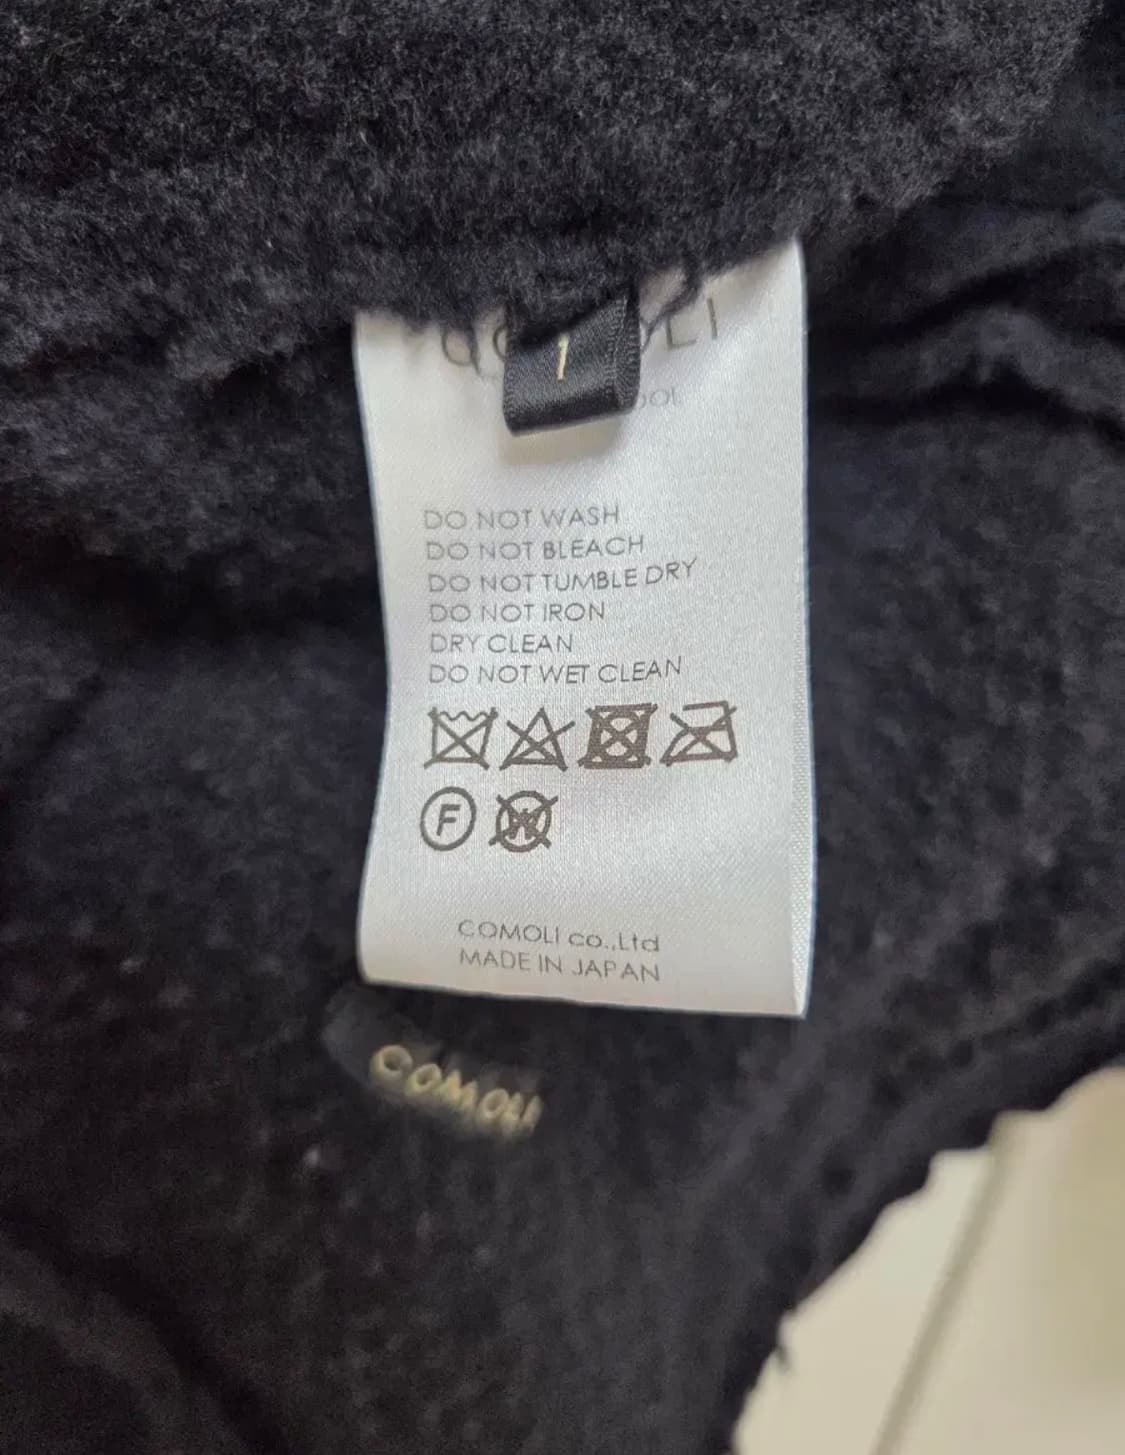 1
DO NOT WASH
DO NOT BLEACH
DO NOT TUMBLE DRY
DO NOT IRON
DRY CLEAN
DO NOT WET CLEAN
F W
COMOLI co.,Ltd
MADE IN JAPAN
COMOLI